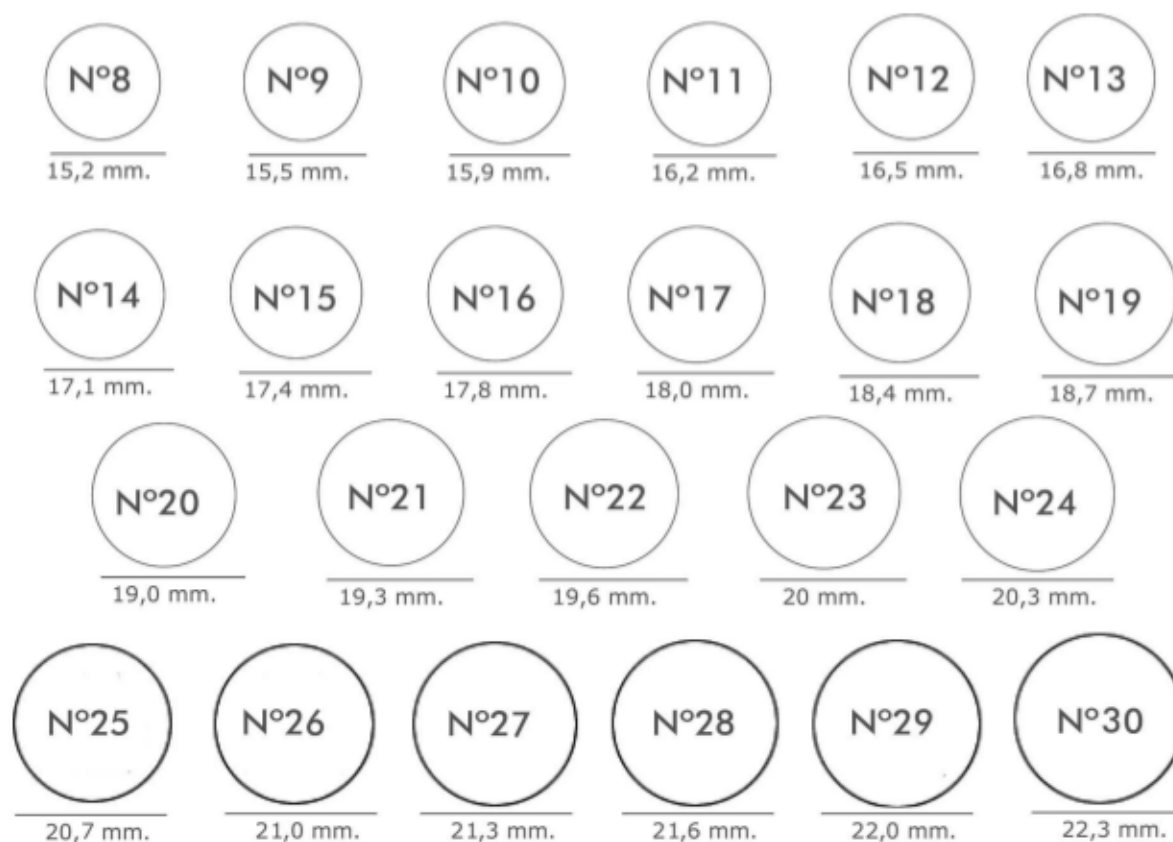 Nº8 Nº9 Nº10 Nº11 Nº12 Nº13
15,2 mm. 15,5 mm. 15,9 mm. 16,2 mm. 16,5 mm. 16,8 mm.
Nº14 Nº15 Nº16 Nº17 Nº18 Nº19
17,1 mm. 17,4 mm. 17,8 mm. 18,0 mm. 18,4 mm. 18,7 mm.
Nº20 Nº21 Nº22 Nº23 Nº24
19,0 mm. 19,3 mm. 19,6 mm. 20 mm. 20,3 mm.
Nº25 Nº26 Nº27 Nº28 Nº29 Nº30
20,7 mm. 21,0 mm. 21,3 mm. 21,6 mm. 22,0 mm. 22,3 mm.